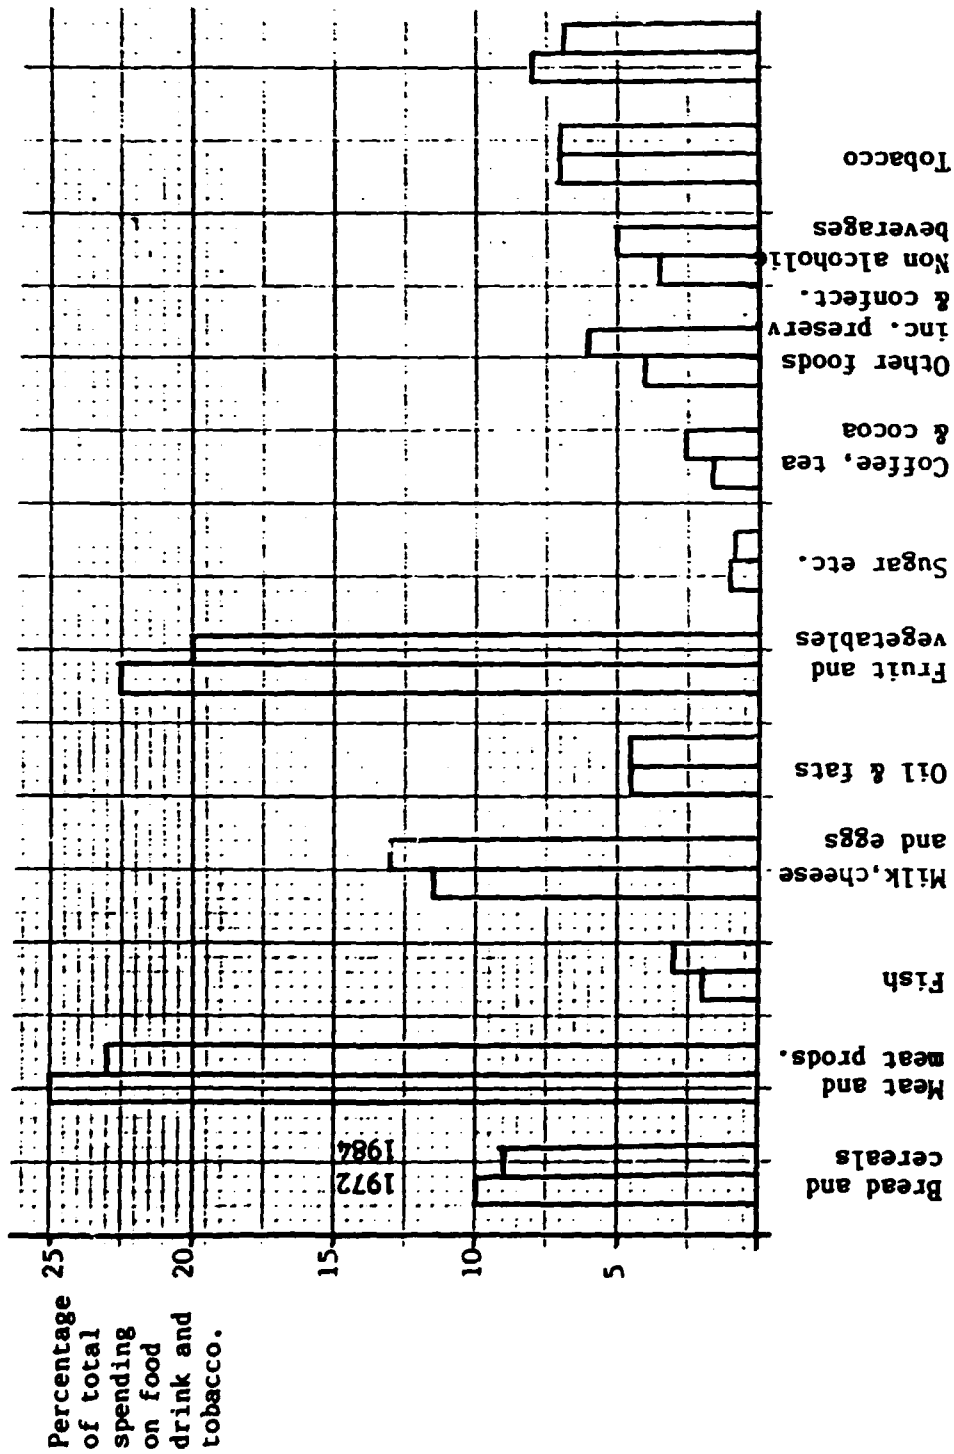 Percentage
of total
spending
on food
drink and
tobacco.
25
20
15
10
5
1972
1984
Bread and
cereals
Meat and
meat prods.
Fish
Milk,cheese
and eggs
Oil & fats
Fruit and
vegetables
Sugar etc.
Coffee, tea
& cocoa
Other foods
inc. preserv
& confect.
Non alcoholic
beverages
Tobacco